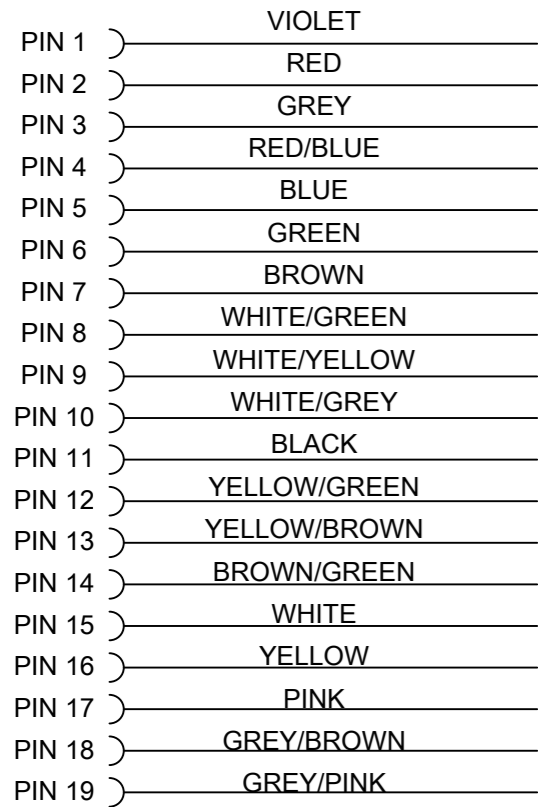 PIN 1 VIOLET
PIN 2 RED
PIN 3 GREY
PIN 4 RED/BLUE
PIN 5 BLUE
PIN 6 GREEN
PIN 7 BROWN
PIN 8 WHITE/GREEN
PIN 9 WHITE/YELLOW
PIN 10 WHITE/GREY
PIN 11 BLACK
PIN 12 YELLOW/GREEN
PIN 13 YELLOW/BROWN
PIN 14 BROWN/GREEN
PIN 15 WHITE
PIN 16 YELLOW
PIN 17 PINK
PIN 18 GREY/BROWN
PIN 19 GREY/PINK